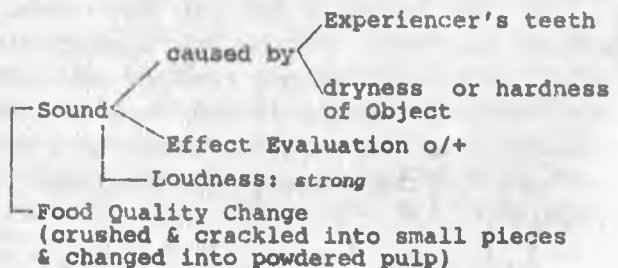 Experiencer's teeth
caused by
dryness or hardness
of Object
Sound
Effect Evaluation o/+
Loudness: strong
Food Quality Change
(crushed & crackled into small pieces
& changed into powdered pulp)